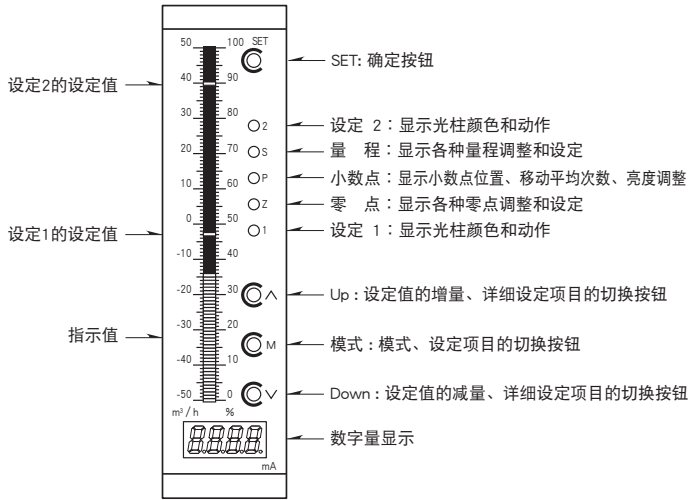 50 100 SET
SET: 确定按钮
设定2的设定值
40 90
30 80
2
设定 2：显示光柱颜色和动作
20 70
S
量 程：显示各种量程调整和设定
10 60
P
小数点：显示小数点位置、移动平均次数、亮度调整
Z
零 点：显示各种零点调整和设定
0 50
1
设定 1：显示光柱颜色和动作
设定1的设定值
-10 40
-20 30
∧
Up：设定值的增量、详细设定项目的切换按钮
-30 20
指示值
M
模式：模式、设定项目的切换按钮
-40 10
-50 0
∨
Down：设定值的减量、详细设定项目的切换按钮
m³/h %
8.8.8.8.
数字量显示
mA